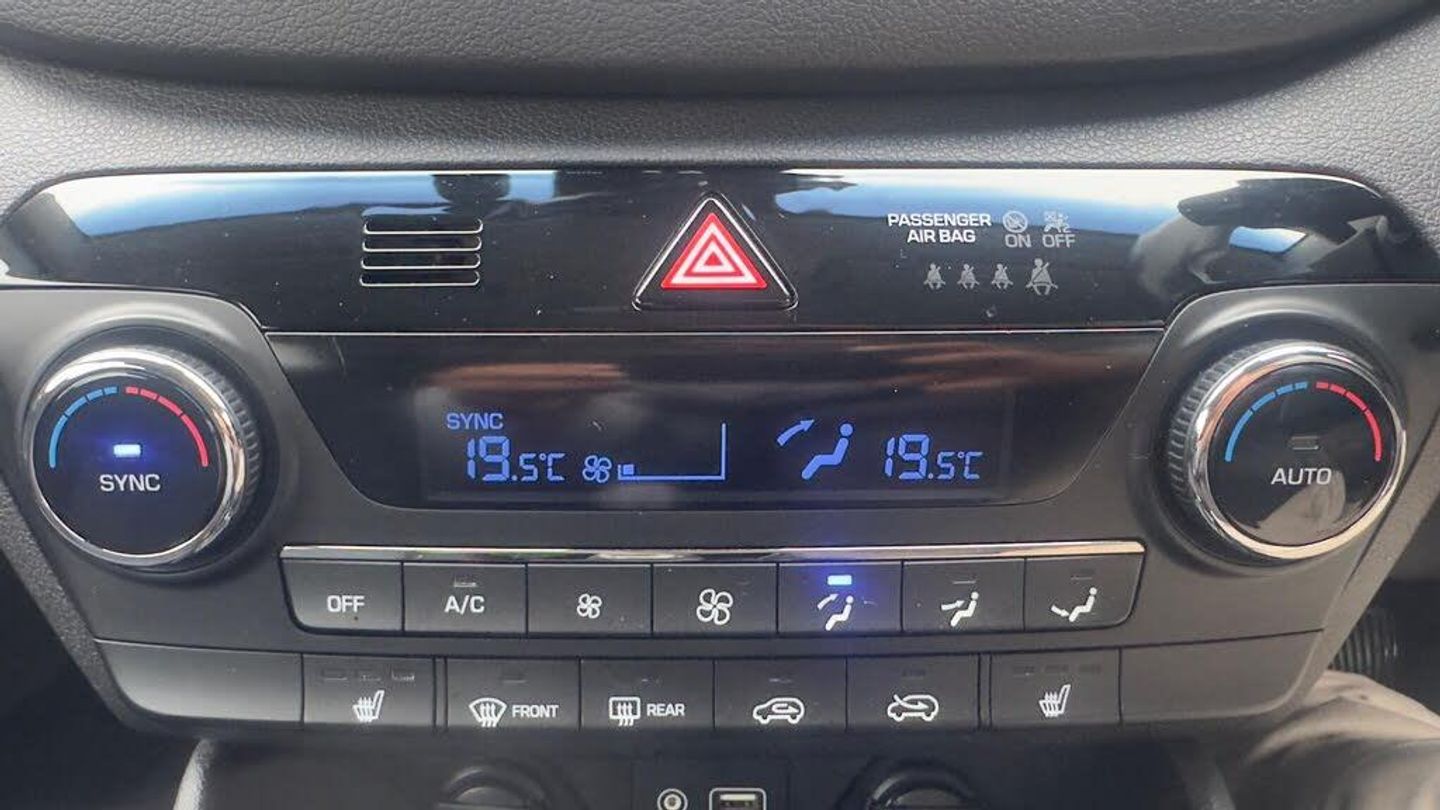 PASSENGER
AIR BAG
ON OFF
SYNC
19.5°C 19.5°C
SYNC
AUTO
OFF A/C
FRONT REAR